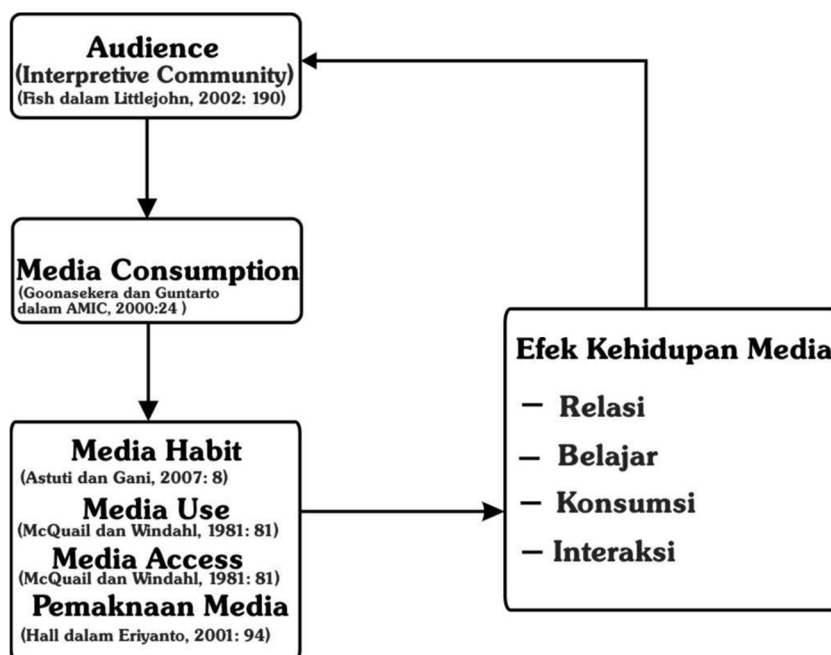 Audience
(Interpretive Community)
(Fish dalam Littlejohn, 2002: 190)
Media Consumption
(Goonasekera dan Guntarto
dalam AMIC, 2000:24 )
Media Habit
(Astuti dan Gani, 2007: 8)
Media Use
(McQuail dan Windahl, 1981: 81)
Media Access
(McQuail dan Windahl, 1981: 81)
Pemaknaan Media
(Hall dalam Eriyanto, 2001: 94)
Efek Kehidupan Media
– Relasi
– Belajar
– Konsumsi
– Interaksi